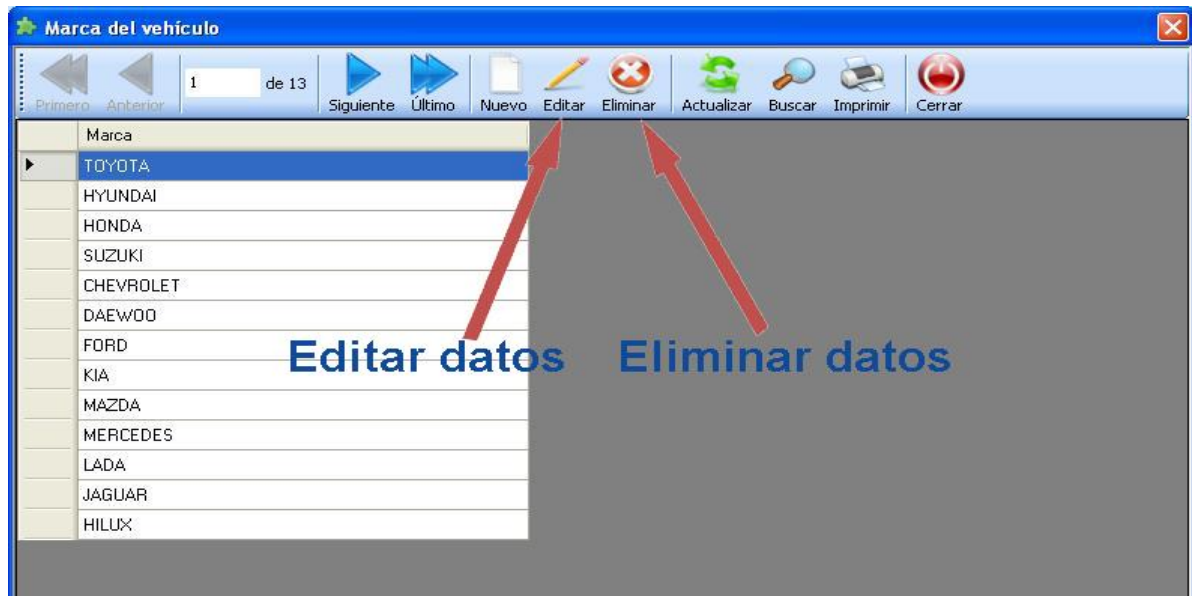 Marca del vehículo
1 de 13
Primero Anterior Siguiente Último Nuevo Editar Eliminar Actualizar Buscar Imprimir Cerrar
Marca
TOYOTA
HYUNDAI
HONDA
SUZUKI
CHEVROLET
DAEWOO
FORD
KIA
MAZDA
MERCEDES
LADA
JAGUAR
HILUX
Editar datos Eliminar datos